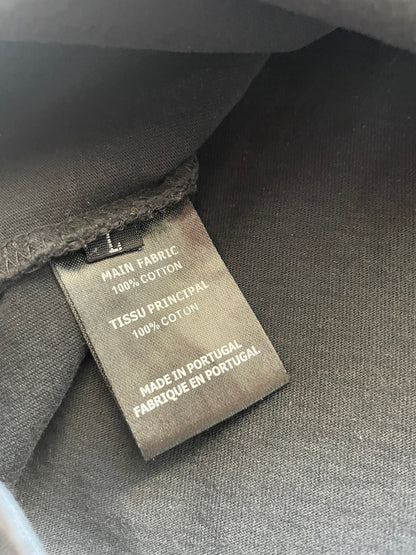 L
MAIN FABRIC
100% COTTON
TISSU PRINCIPAL
100% COTON
MADE IN PORTUGAL
FABRIQUE EN PORTUGAL